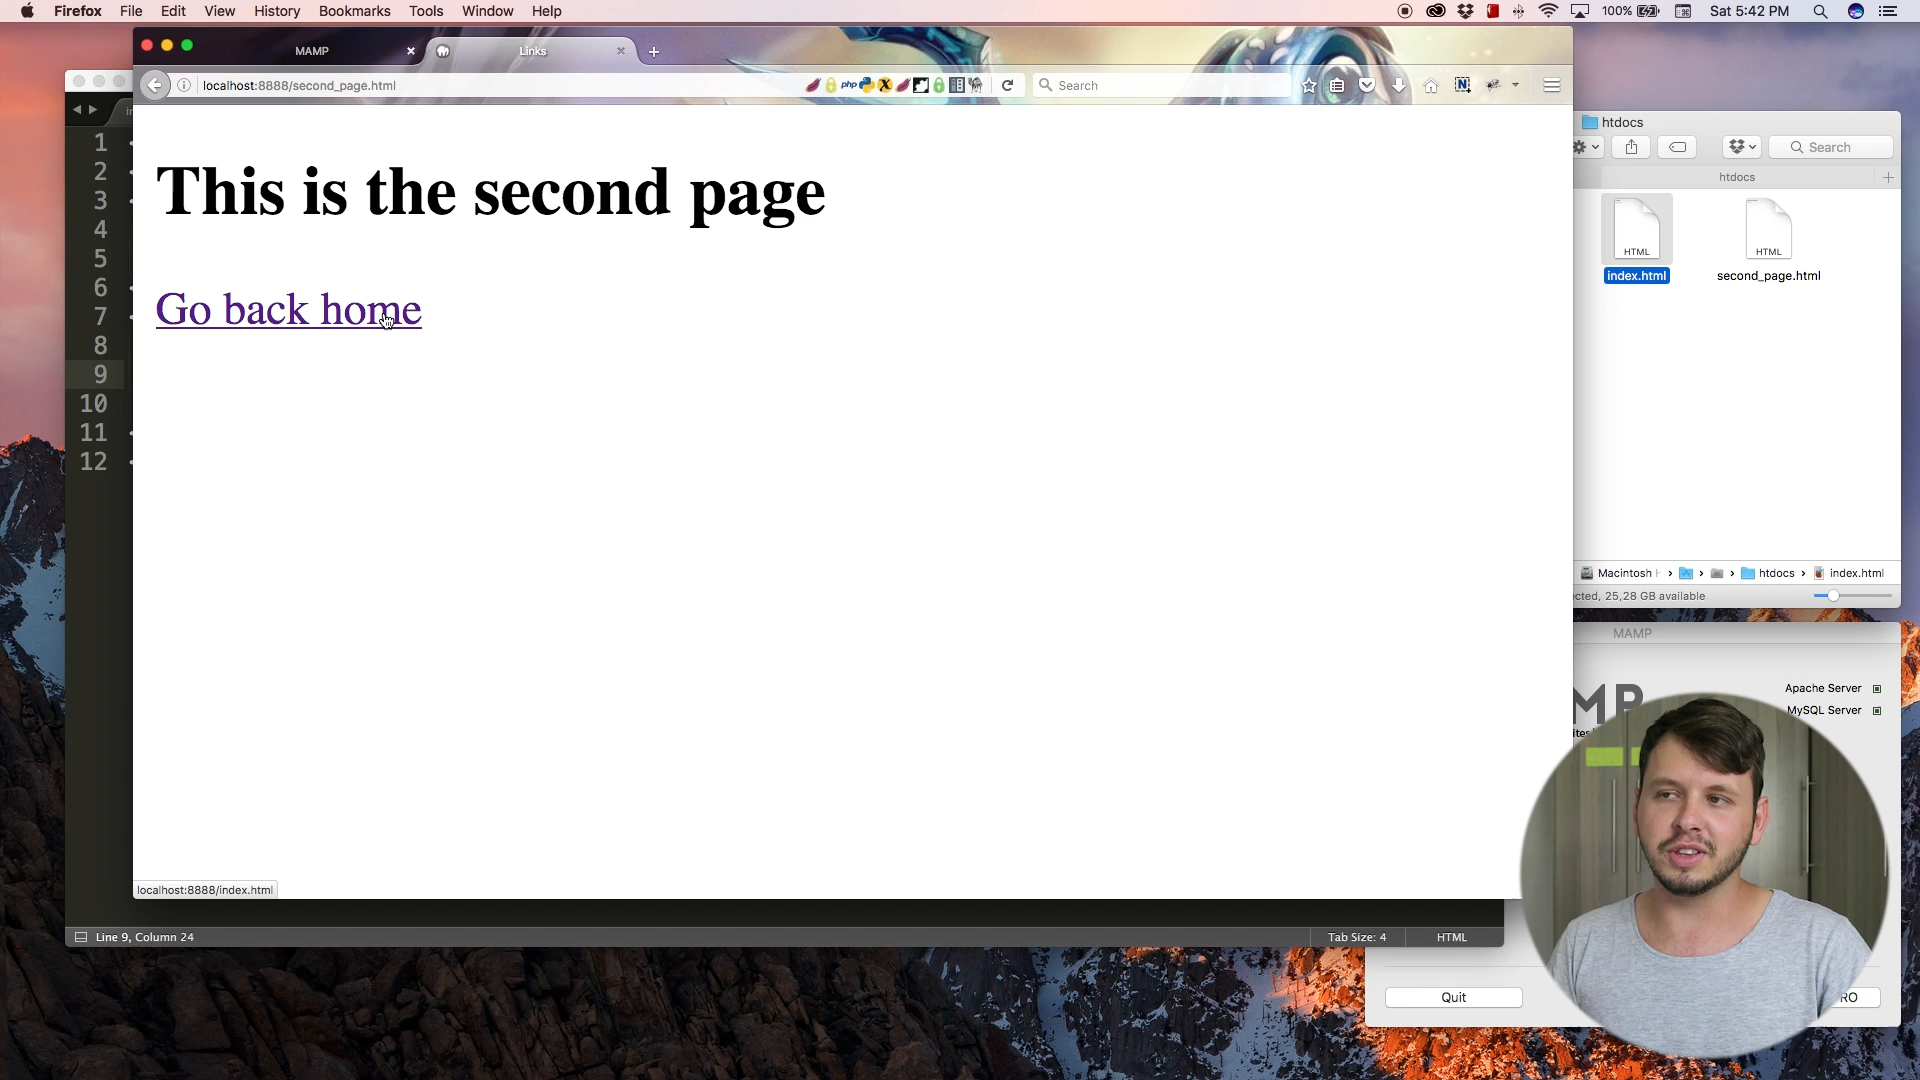 Firefox File Edit View History Bookmarks Tools Window Help
100% Sat 5:42 PM
MAMP
Links
localhost:8888/second_page.html
php
Search
This is the second page
Go back home
localhost:8888/index.html
1
2
3
4
5
6
7
8
9
10
11
12
Line 9, Column 24
Tab Size: 4
HTML
htdocs
Search
htdocs
HTML
HTML
index.html
second_page.html
Macintosh H › › › htdocs › index.html
cted, 25,28 GB available
MAMP
MP
Apache Server
MySQL Server
ites
Quit
RO